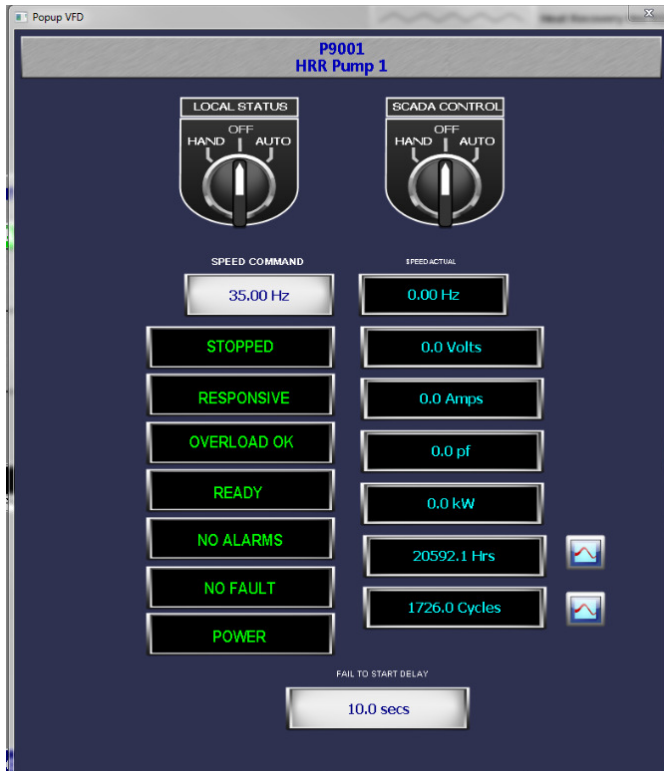 Popup VFD
P9001
HRR Pump 1
LOCAL STATUS
OFF
HAND AUTO
SCADA CONTROL
OFF
HAND AUTO
SPEED COMMAND
35.00 Hz
SPEED ACTUAL
0.00 Hz
STOPPED
0.0 Volts
RESPONSIVE
0.0 Amps
OVERLOAD OK
0.0 pf
READY
0.0 kW
NO ALARMS
20592.1 Hrs
NO FAULT
1726.0 Cycles
POWER
FAIL TO START DELAY
10.0 secs